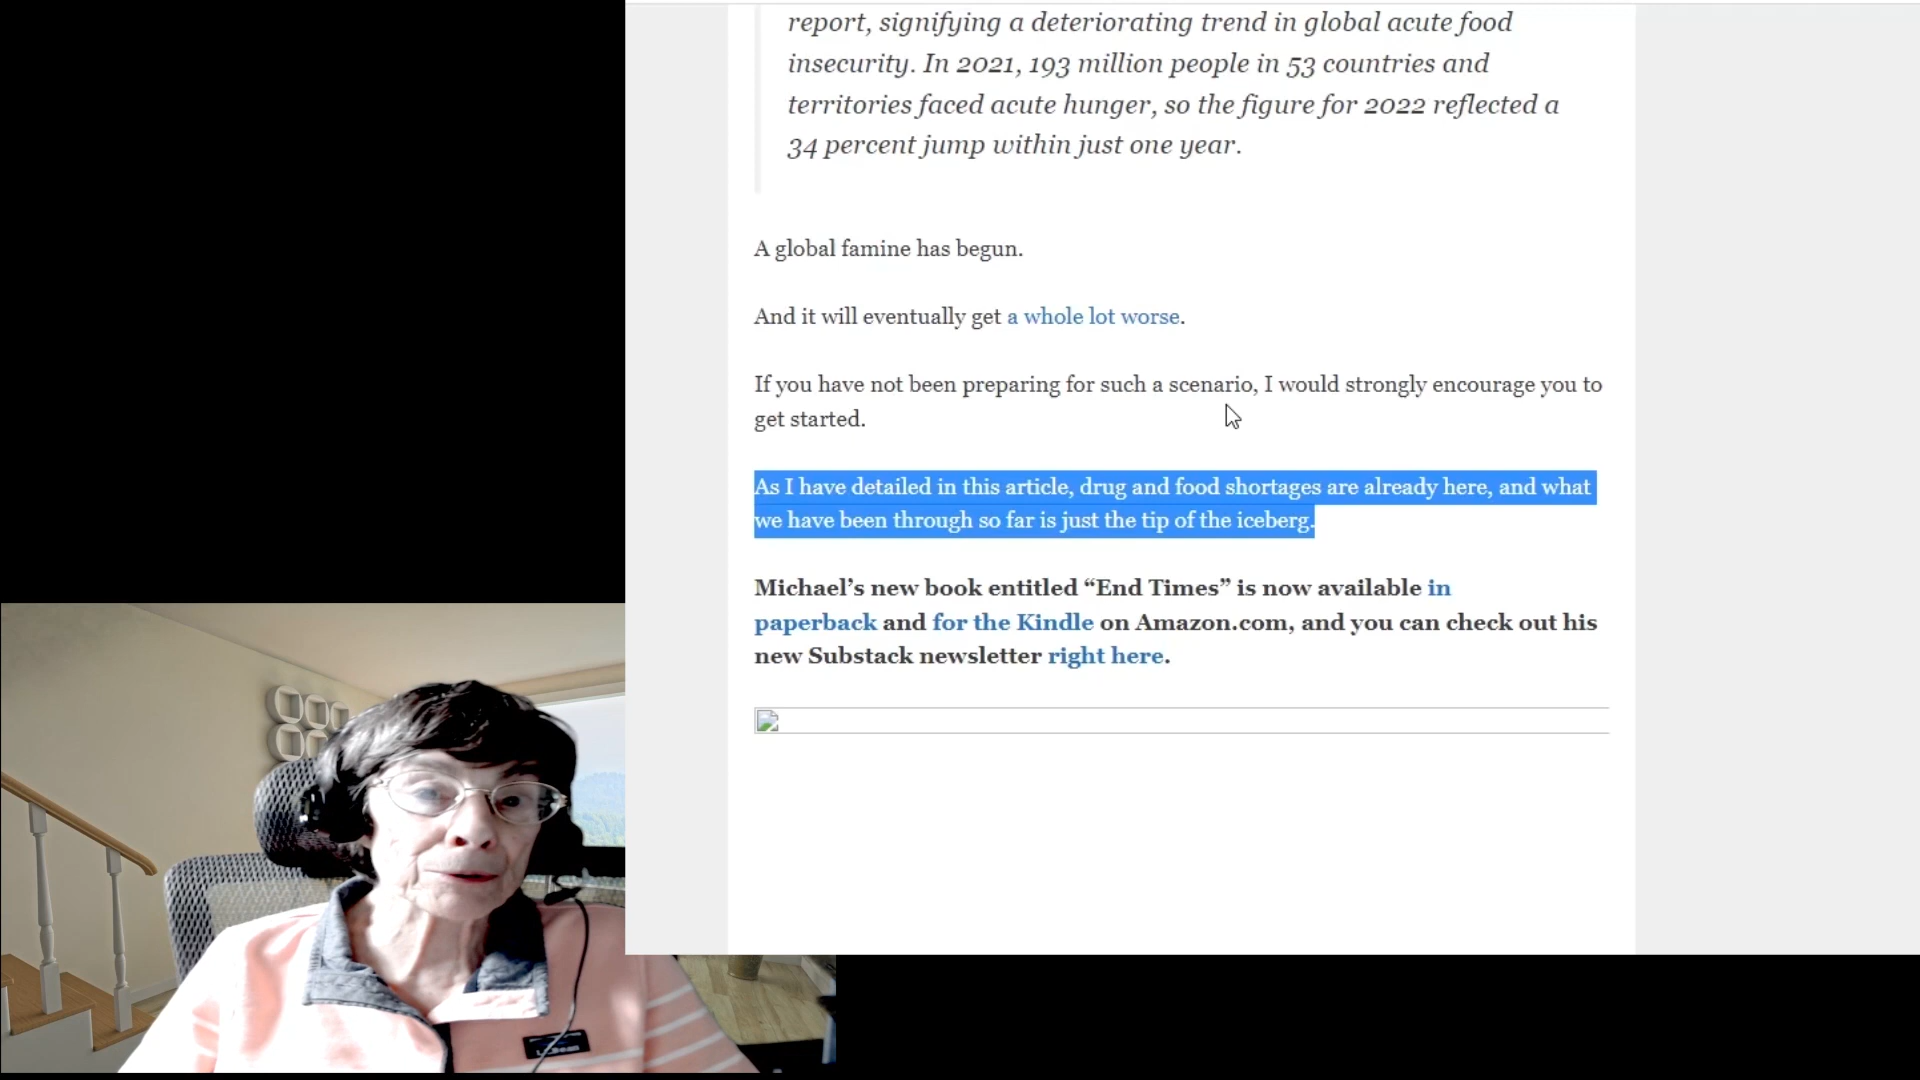 report, signifying a deteriorating trend in global acute food
insecurity. In 2021, 193 million people in 53 countries and
territories faced acute hunger, so the figure for 2022 reflected a
34 percent jump within just one year.
A global famine has begun.
And it will eventually get a whole lot worse.
If you have not been preparing for such a scenario, I would strongly encourage you to
get started.
As I have detailed in this article, drug and food shortages are already here, and what
we have been through so far is just the tip of the iceberg.
Michael’s new book entitled “End Times” is now available in
paperback and for the Kindle on Amazon.com, and you can check out his
new Substack newsletter right here.